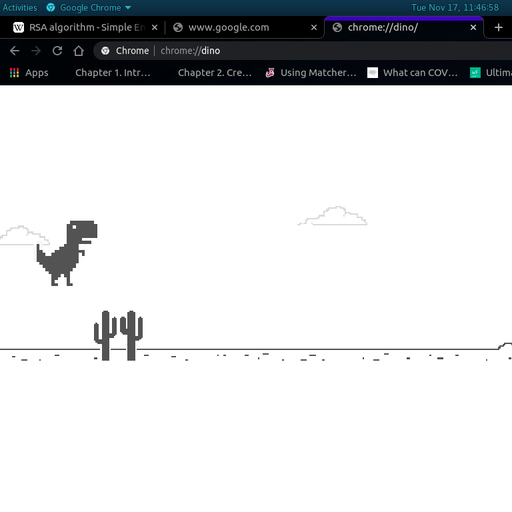 Activities Google Chrome Tue Nov 17, 11:46:58
RSA algorithm - Simple En www.google.com chrome://dino/
Chrome chrome://dino
Apps Chapter 1. Intr… Chapter 2. Cre… Using Matcher… What can COV… Ultima